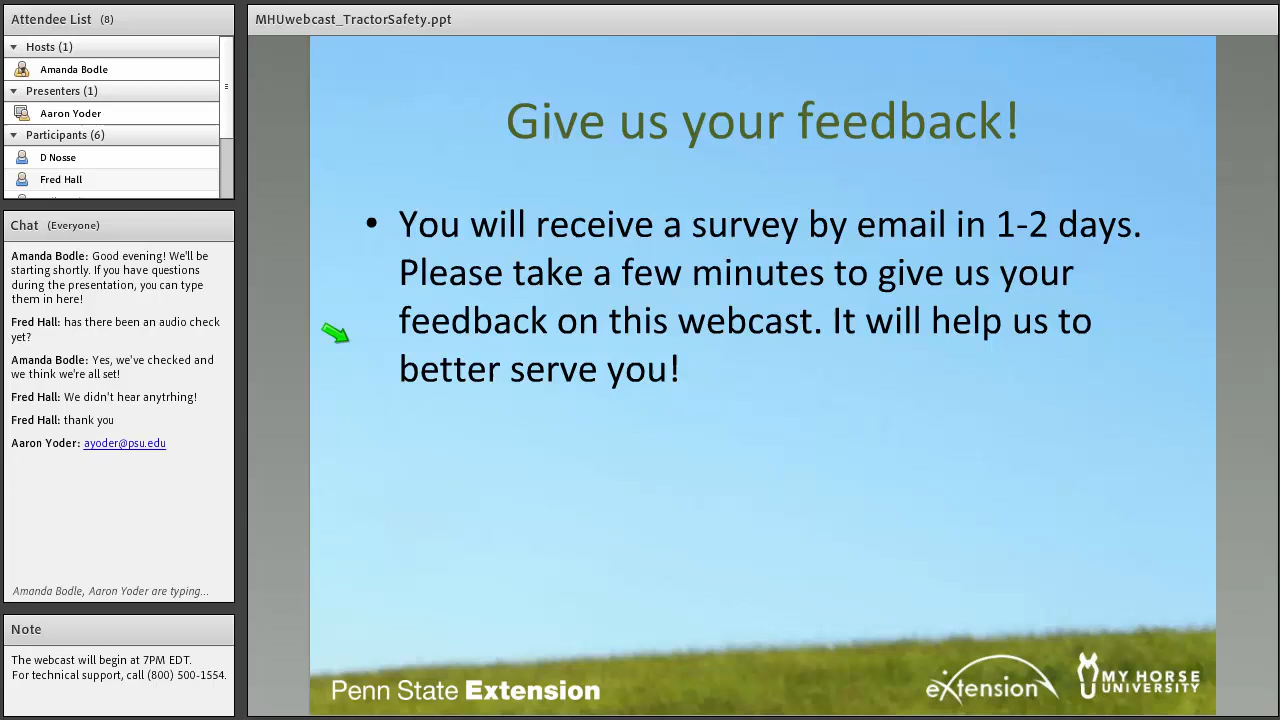 Attendee List (8)
Hosts (1)
Amanda Bodle
Presenters (1)
Aaron Yoder
Participants (6)
D Nosse
Fred Hall
Chat (Everyone)
Amanda Bodle: Good evening! We'll be
starting shortly. If you have questions
during the presentation, you can type
them in here!
Fred Hall: has there been an audio check
yet?
Amanda Bodle: Yes, we've checked and
we think we're all set!
Fred Hall: We didn't hear anytrhing!
Fred Hall: thank you
Aaron Yoder: ayoder@psu.edu
Amanda Bodle, Aaron Yoder are typing...
Note
The webcast will begin at 7PM EDT.
For technical support, call (800) 500-1554.
MHUwebcast_TractorSafety.ppt
Give us your feedback!
• You will receive a survey by email in 1-2 days.
Please take a few minutes to give us your
feedback on this webcast. It will help us to
better serve you!
Penn State Extension
eXtension
MY HORSE
UNIVERSITY